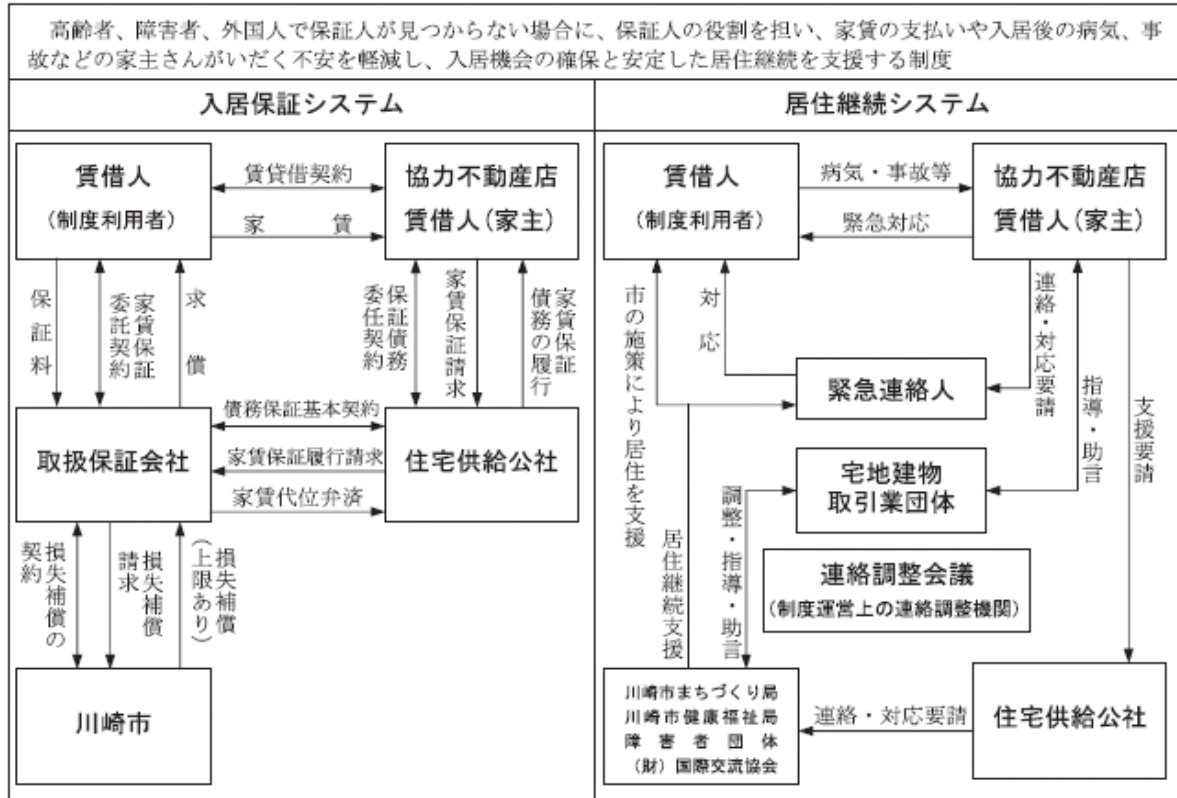 高齢者、障害者、外国人で保証人が見つからない場合に、保証人の役割を担い、家賃の支払いや入居後の病気、事
故などの家主さんがいだく不安を軽減し、入居機会の確保と安定した居住継続を支援する制度
入居保証システム
賃借人
(制度利用者)
賃貸借契約
家　　賃
協力不動産店
賃借人(家主)
保証料
家賃保証
委託契約
求　償
保証債務
委任契約
家賃保証請求
家賃保証
債務の履行
取扱保証会社
債務保証基本契約
家賃保証履行請求
家賃代位弁済
住宅供給公社
損失補償の
契約
損失補償
請求
損失補償
(上限あり)
川崎市
居住継続システム
賃借人
(制度利用者)
病気・事故等
緊急対応
協力不動産店
賃借人(家主)
市の施策により居住を支援
対　応
連絡・対応要請
指導・助言
支援要請
緊急連絡人
宅地建物
取引業団体
居住継続支援
調整・指導・助言
連絡調整会議
(制度運営上の連絡調整機関)
川崎市まちづくり局
川崎市健康福祉局
障害者団体
(財)国際交流協会
連絡・対応要請
住宅供給公社